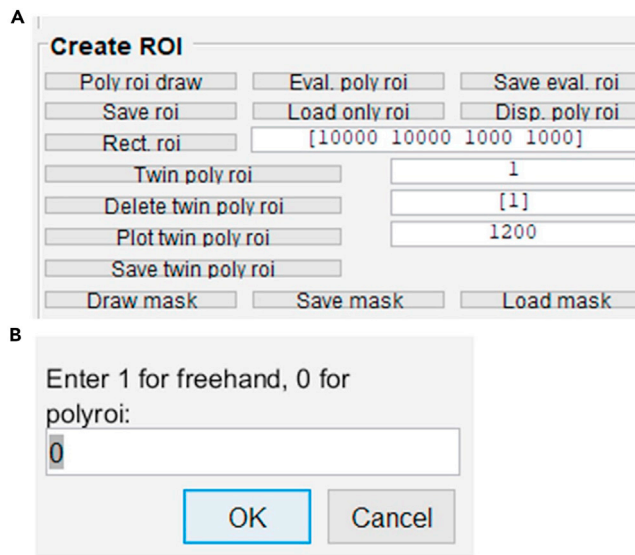 A
Create ROI
Poly roi draw Eval. poly roi Save eval. roi
Save roi Load only roi Disp. poly roi
Rect. roi [10000 10000 1000 1000]
Twin poly roi 1
Delete twin poly roi [1]
Plot twin poly roi 1200
Save twin poly roi
Draw mask Save mask Load mask
B
Enter 1 for freehand, 0 for
polyroi:
0
OK Cancel